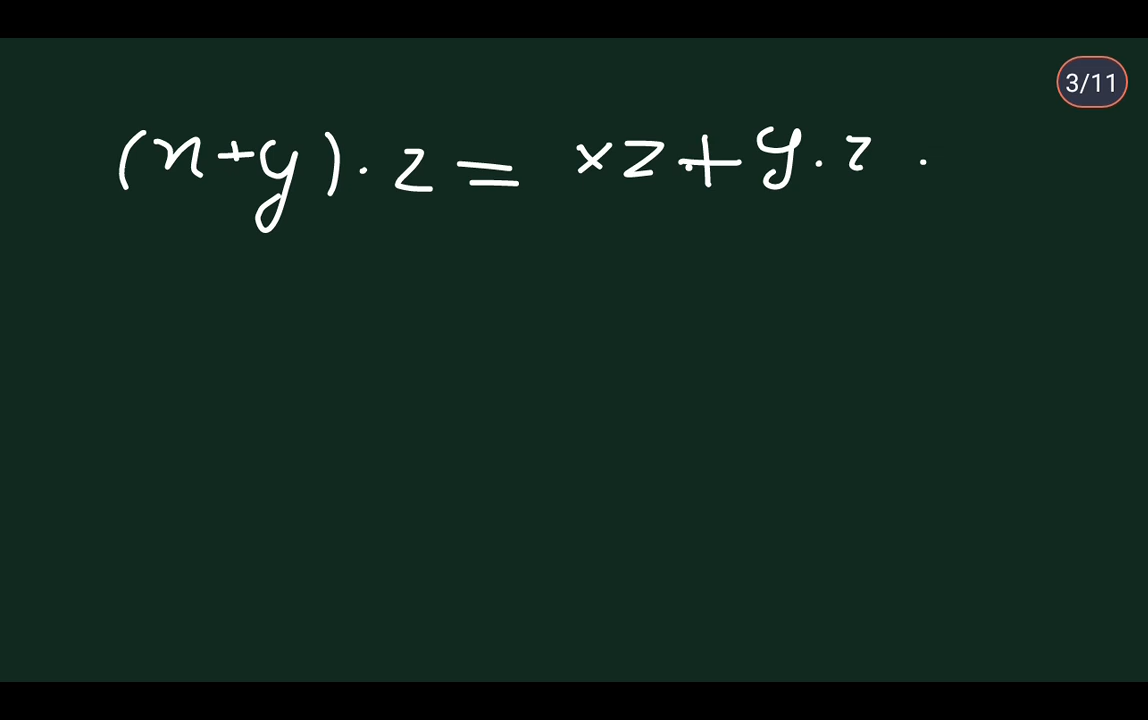 3/11
(x+y). z = xz+y.z .